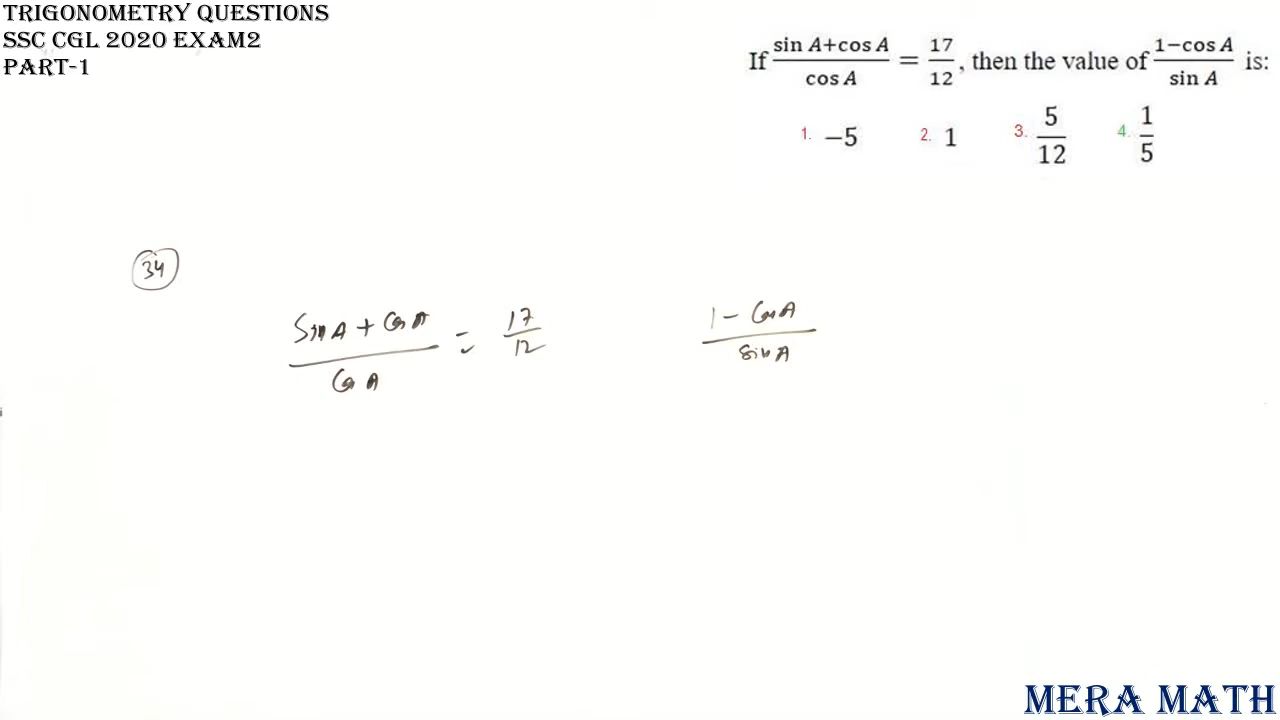 TRIGONOMETRY QUESTIONS
SSC CGL 2020 EXAM2
PART-1
If (sin A+cos A)/(cos A) = 17/12, then the value of (1−cos A)/(sin A) is:
1. −5 2. 1 3. 5/12 4. 1/5
34
(Sin A + Cos A)/(Cos A) = 17/12
(1 − Cos A)/(Sin A)
MERA MATH